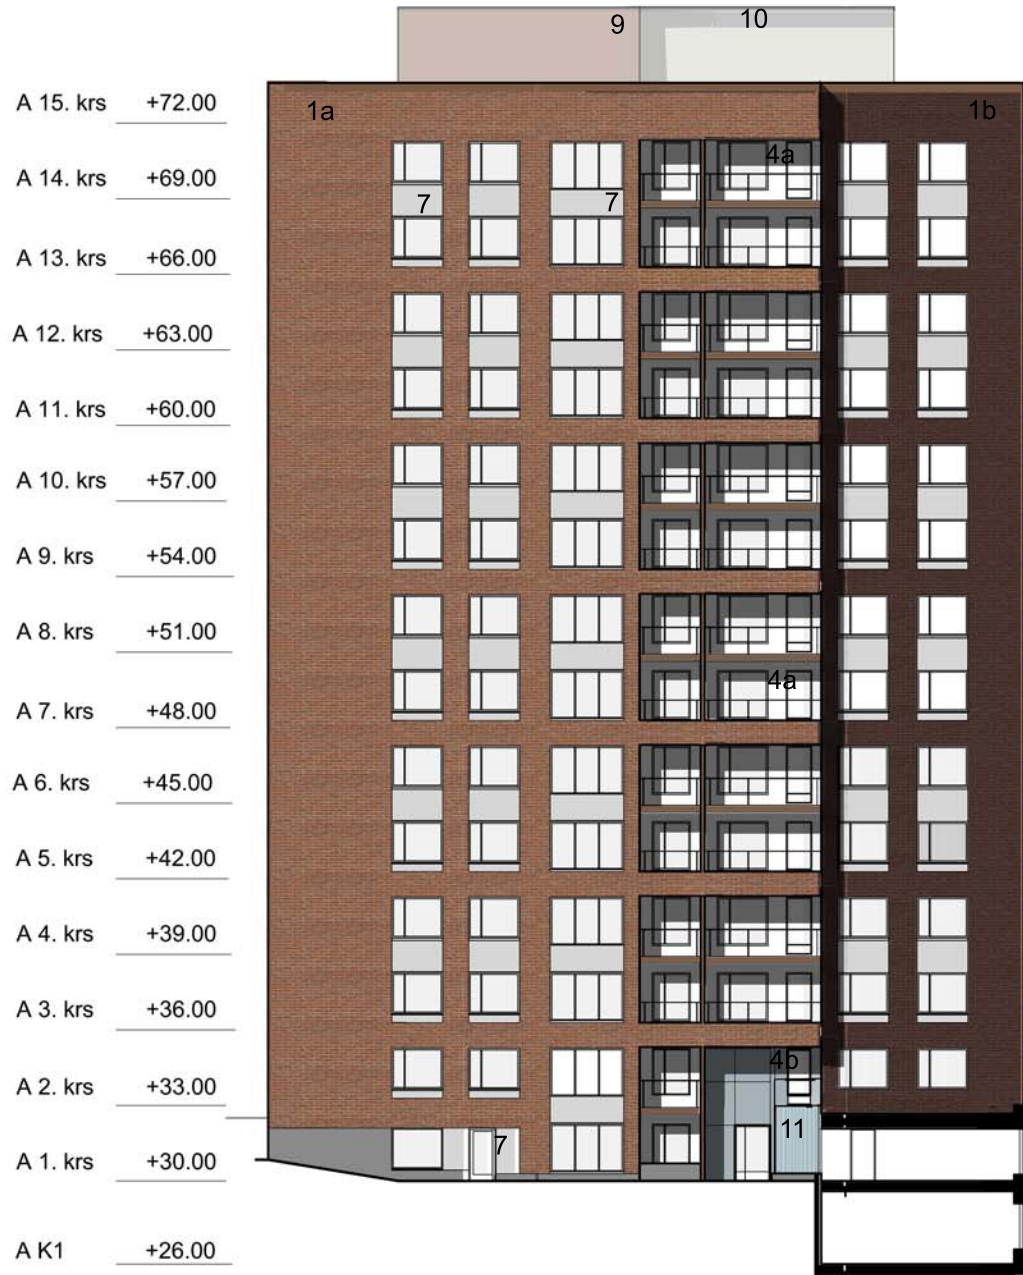 9 10
A 15. krs +72.00
1a 1b
4a
A 14. krs +69.00
7 7
A 13. krs +66.00
A 12. krs +63.00
A 11. krs +60.00
A 10. krs +57.00
A 9. krs +54.00
A 8. krs +51.00
4a
A 7. krs +48.00
A 6. krs +45.00
A 5. krs +42.00
A 4. krs +39.00
A 3. krs +36.00
4b
A 2. krs +33.00
11
7
A 1. krs +30.00
A K1 +26.00